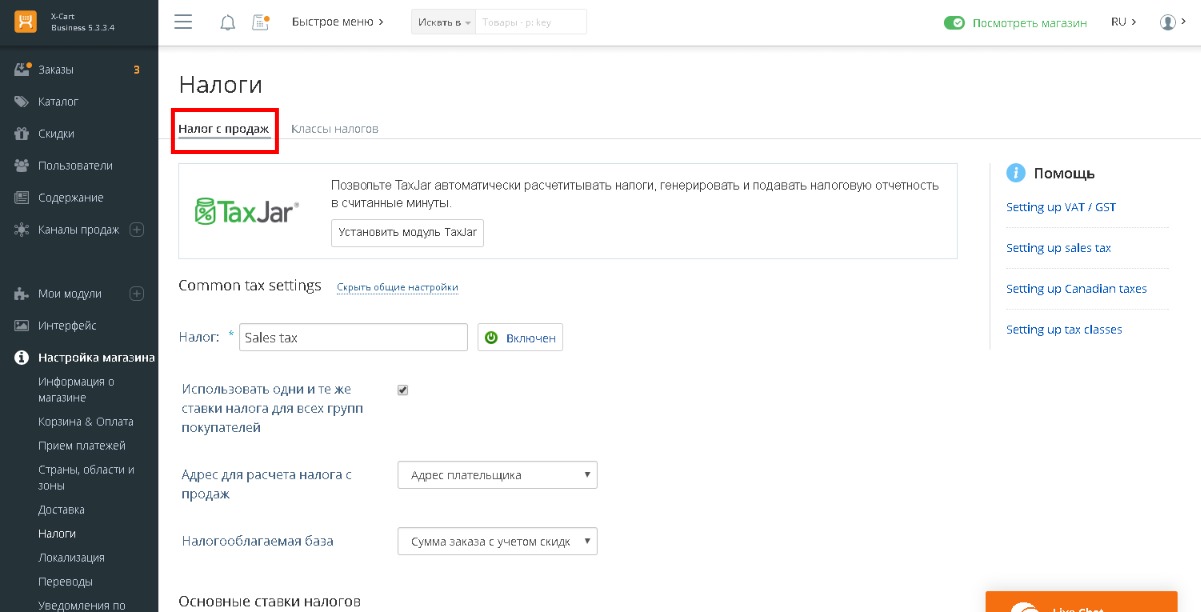 X-Cart
Business 5.3.3.4
Быстрое меню
Искать в
Товары - pi:key
Посмотреть магазин
RU
Заказы 3
Каталог
Скидки
Пользователи
Содержание
Каналы продаж
Мои модули
Интерфейс
Настройка магазина
Информация о
магазине
Корзина & Оплата
Прием платежей
Страны, области и
зоны
Доставка
Налоги
Локализация
Переводы
Уведомления по
Налоги
Налог с продаж
Классы налогов
TaxJar
Позвольте TaxJar автоматически расчетитывать налоги, генерировать и подавать налоговую отчетность
в считанные минуты.
Установить модуль TaxJar
Common tax settings Скрыть общие настройки
Налог: * Sales tax Включен
Использовать одни и те же
ставки налога для всех групп
покупателей
Адрес для расчета налога с
продаж
Адрес плательщика
Налогооблагаемая база Сумма заказа с учетом скидк
Основные ставки налогов
Помощь
Setting up VAT / GST
Setting up sales tax
Setting up Canadian taxes
Setting up tax classes
Live Chat